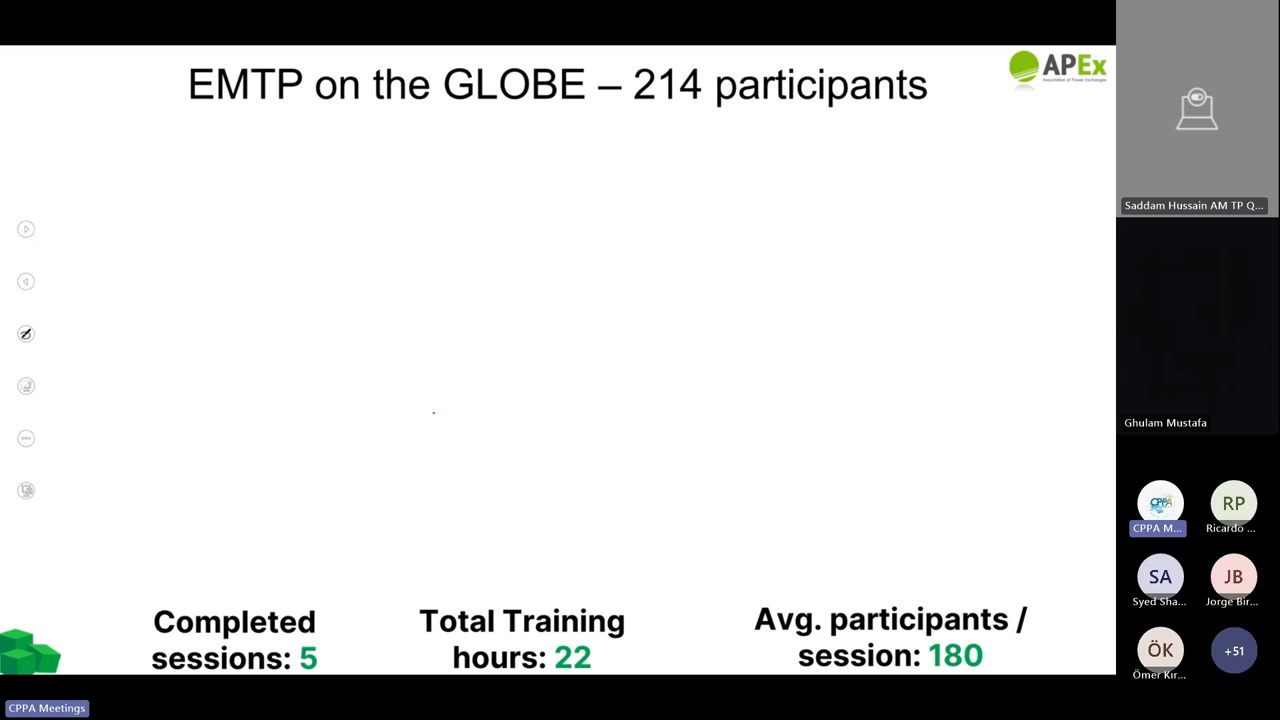 EMTP on the GLOBE – 214 participants
APEx
Association of Power Exchanges
Completed
sessions: 5
Total Training
hours: 22
Avg. participants /
session: 180
Saddam Hussain AM TP Q...
Ghulam Mustafa
CPPA
CPPA M...
RP
Ricardo ...
SA
Syed Sha...
JB
Jorge Bir...
ÖK
Ömer Kır...
+51
CPPA Meetings